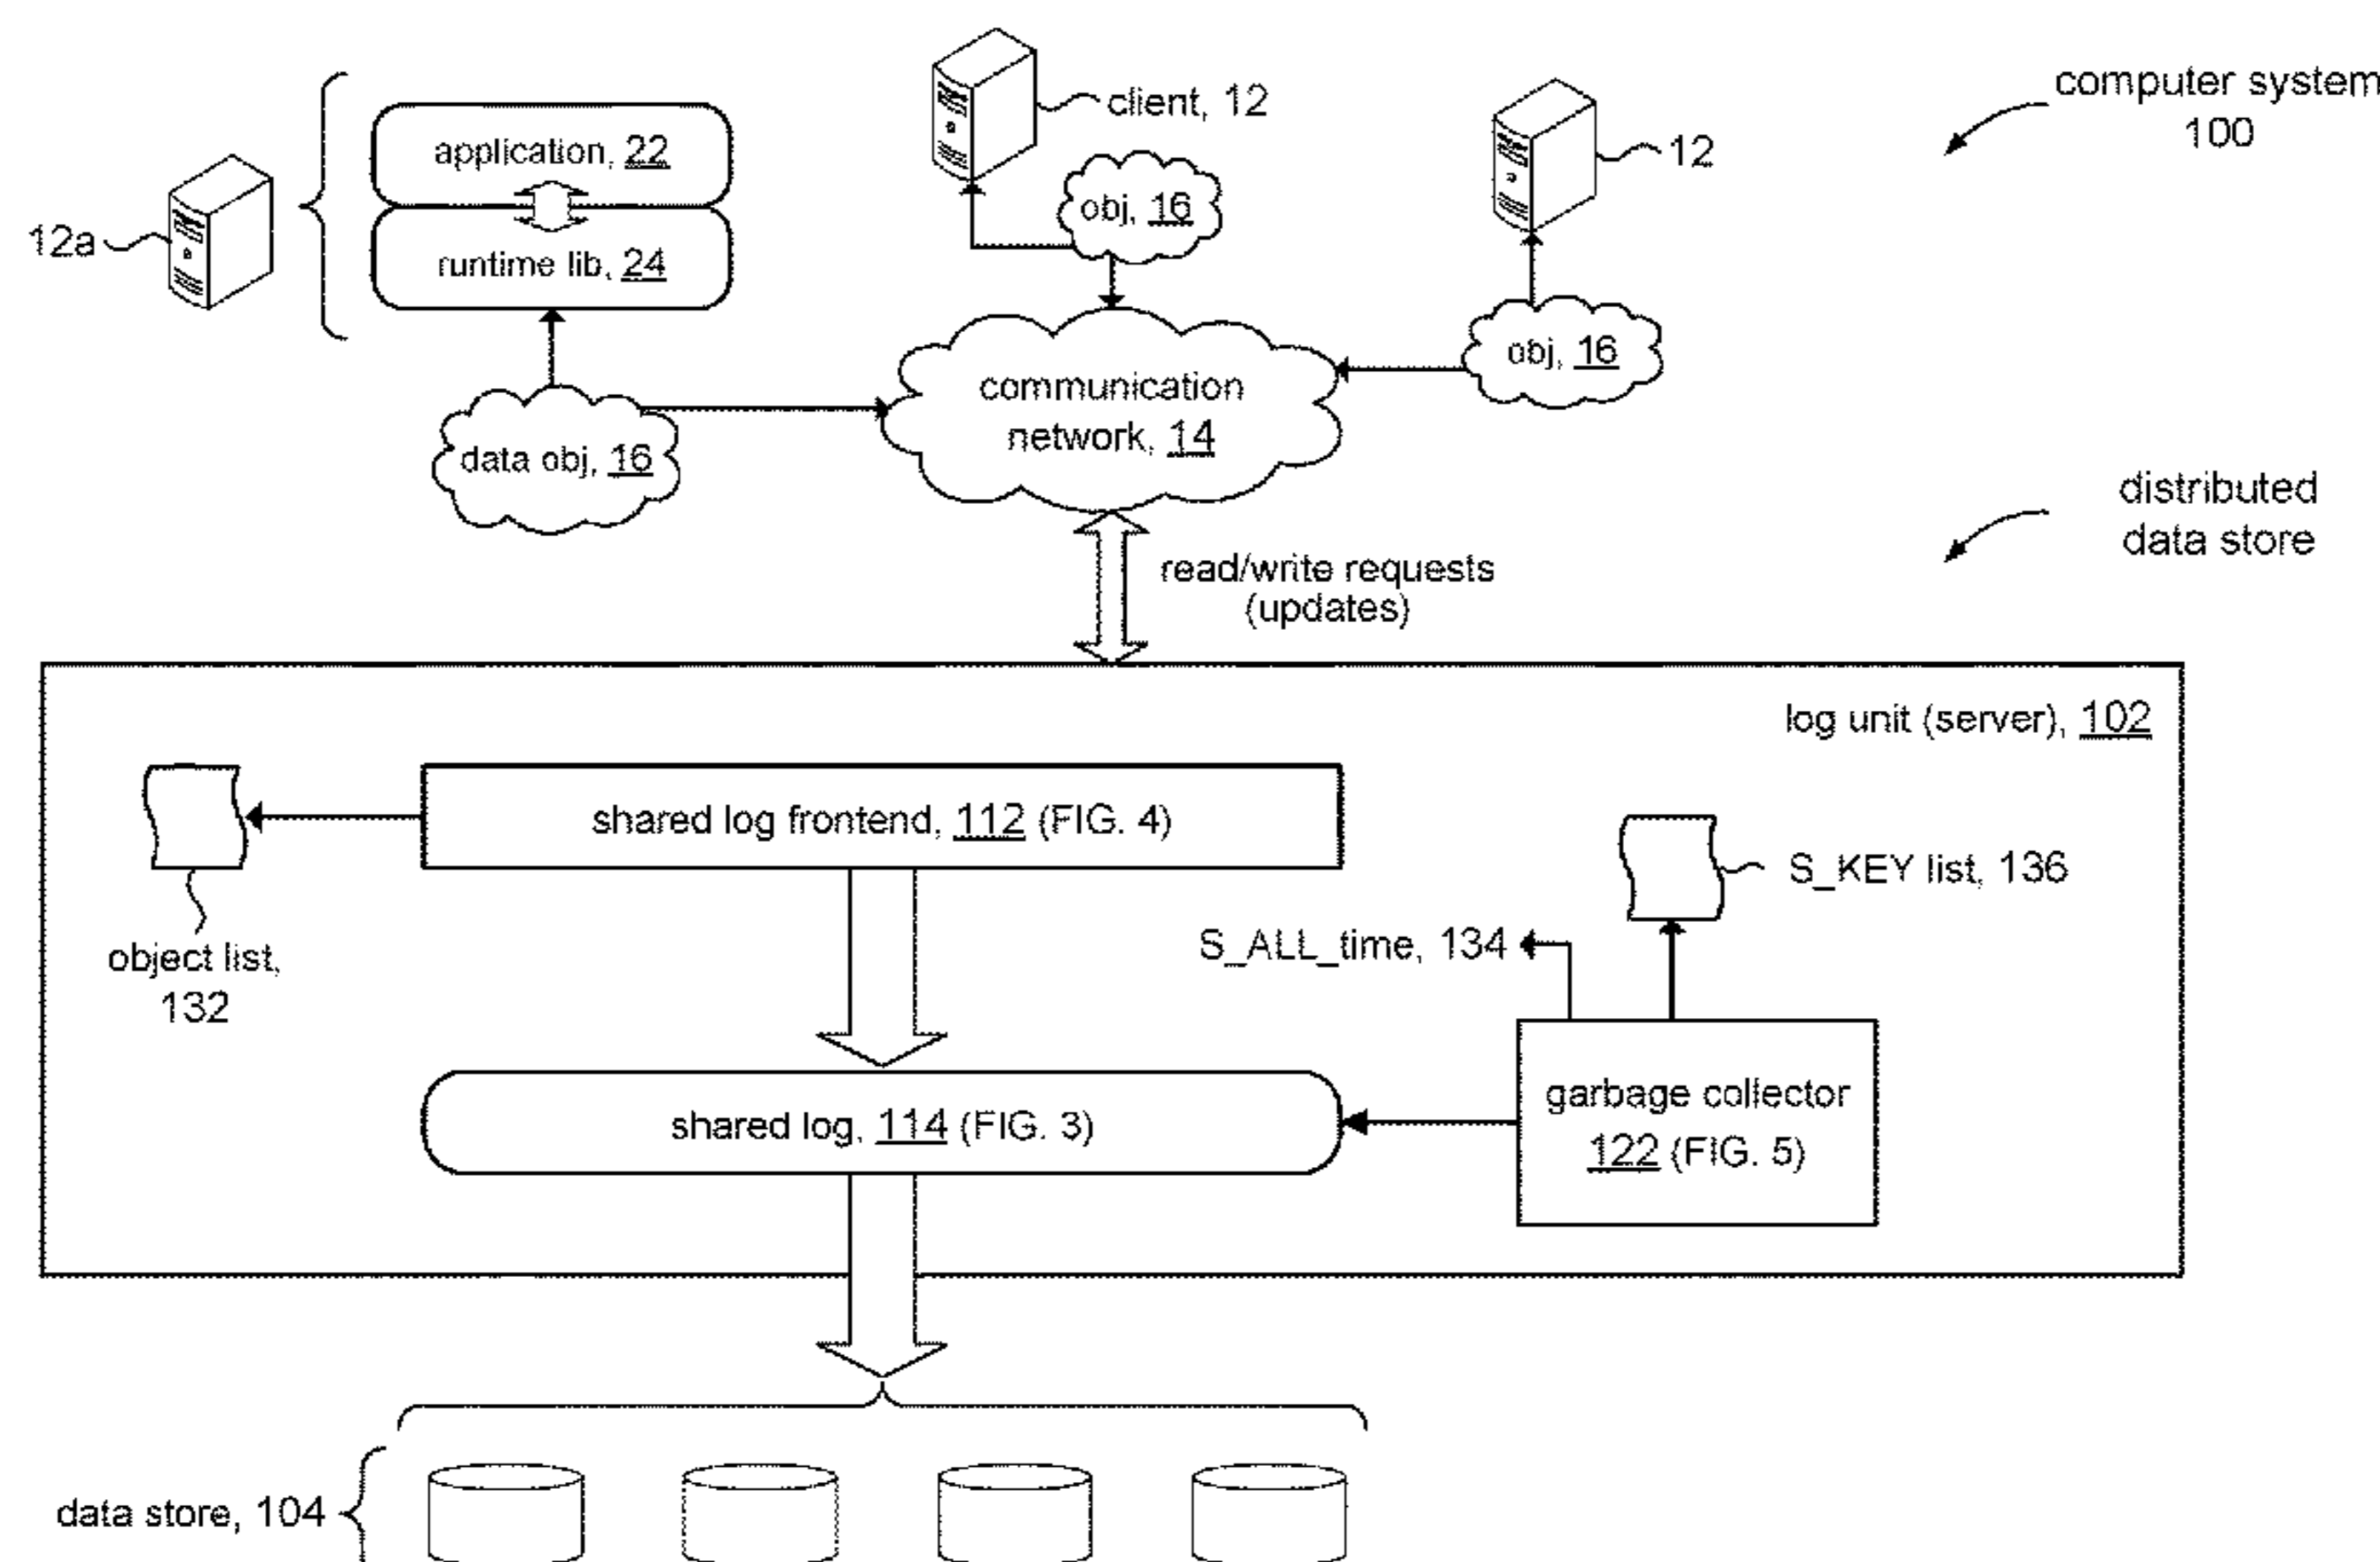 computer system
100
client, 12
12
application, 22
obj, 16
12a
runtime lib, 24
obj, 16
communication
network, 14
data obj, 16
distributed
data store
read/write requests
(updates)
log unit (server), 102
shared log frontend, 112 (FIG. 4)
S_KEY list, 136
S_ALL_time, 134
object list,
132
garbage collector
122 (FIG. 5)
shared log, 114 (FIG. 3)
data store, 104